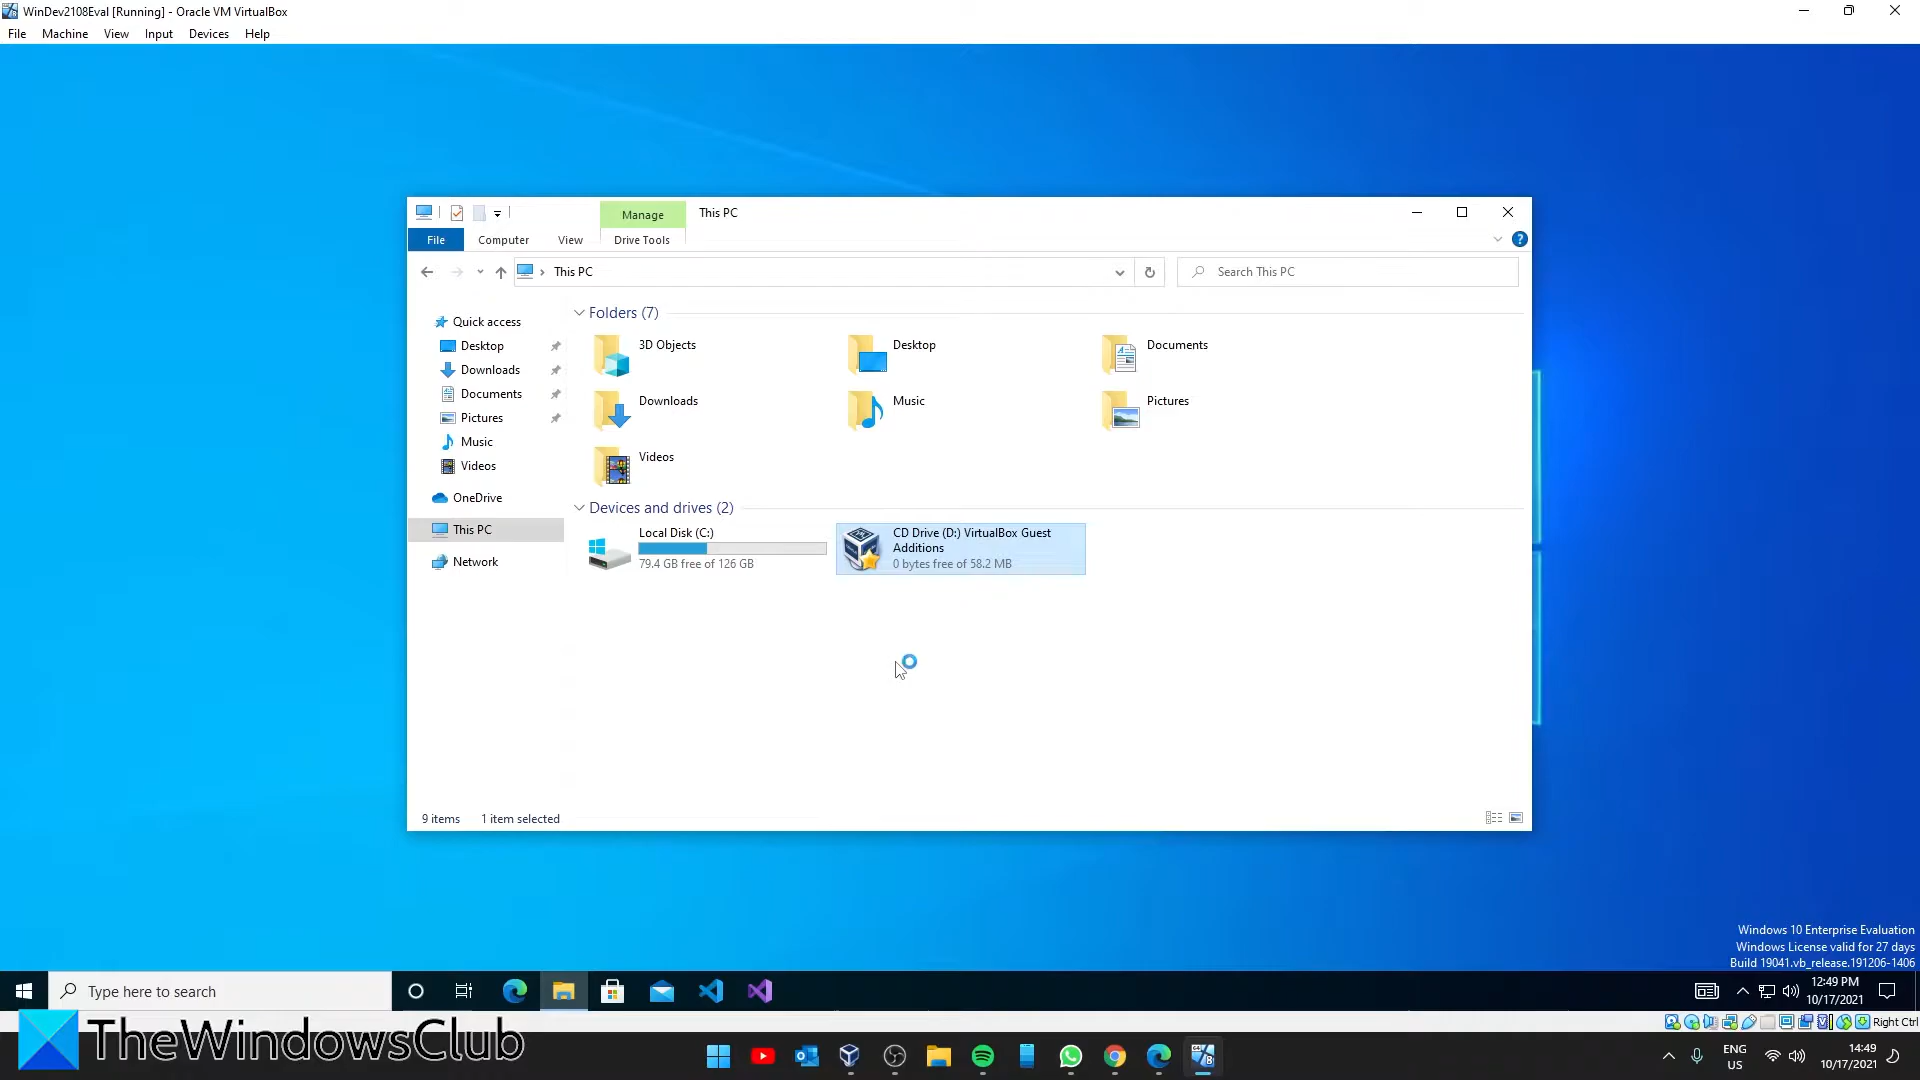 WinDev2108Eval [Running] - Oracle VM VirtualBox
File Machine View Input Devices Help
Manage This PC
File Computer View Drive Tools
This PC
Search This PC
Quick access
Desktop
Downloads
Documents
Pictures
Music
Videos
OneDrive
This PC
Network
Folders (7)
3D Objects
Desktop
Documents
Downloads
Music
Pictures
Videos
Devices and drives (2)
Local Disk (C:)
79.4 GB free of 126 GB
CD Drive (D:) VirtualBox Guest
Additions
0 bytes free of 58.2 MB
9 items 1 item selected
Windows 10 Enterprise Evaluation
Windows License valid for 27 days
Build 19041.vb_release.191206-1406
Type here to search
12:49 PM
10/17/2021
Right Ctrl
TheWindowsClub
ENG
US
14:49
10/17/2021